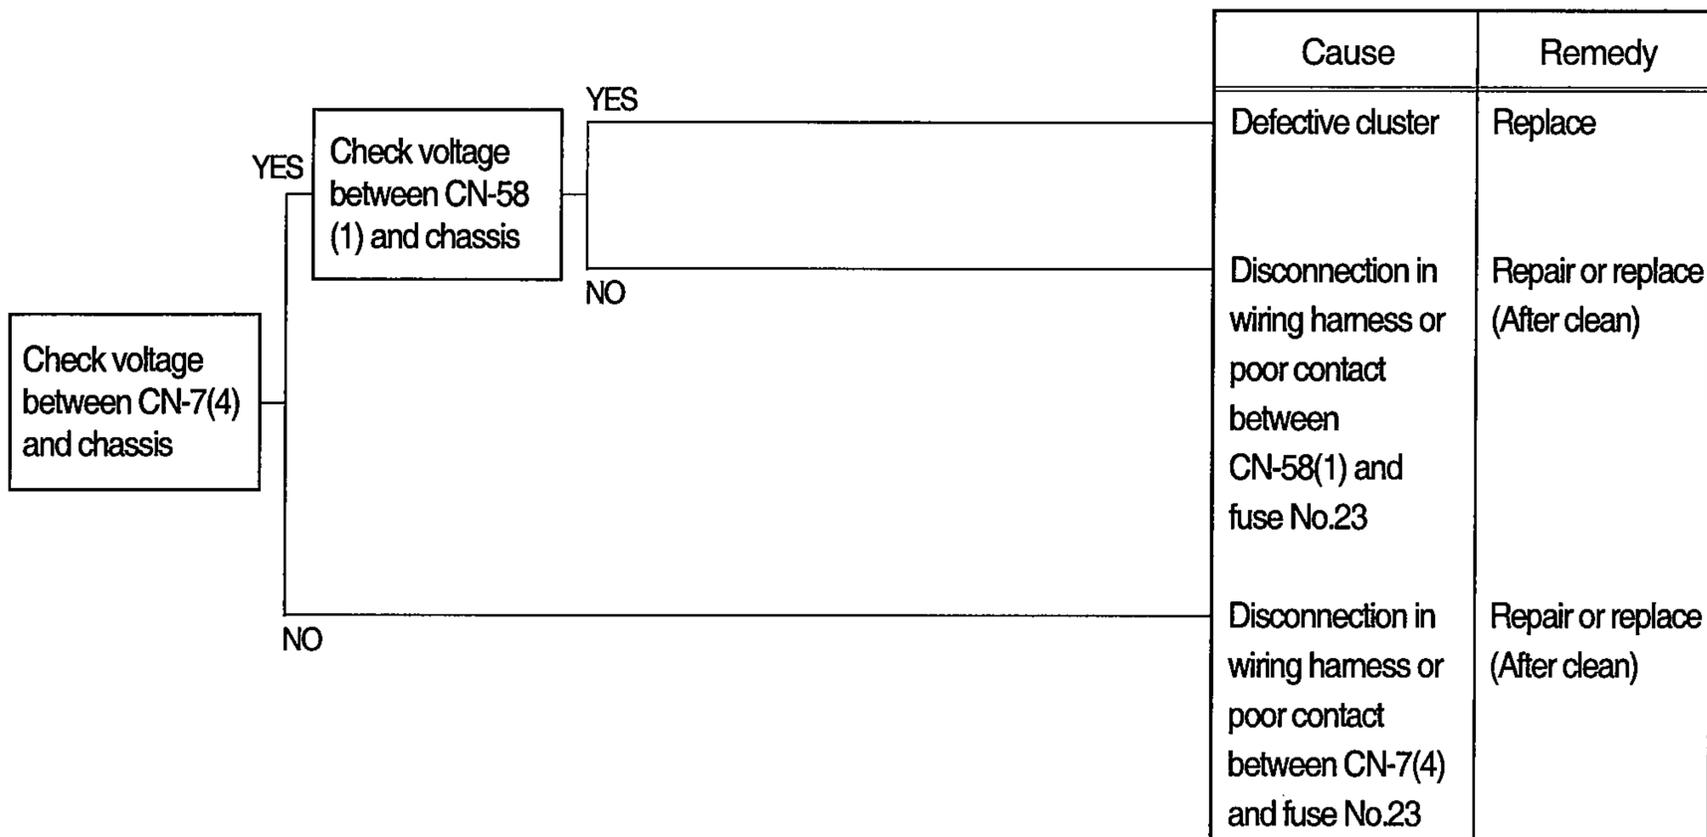 Cause
Remedy
YES
Defective cluster
Replace
YES
Check voltage
between CN-58
(1) and chassis
NO
Disconnection in
wiring harness or
poor contact
between
CN-58(1) and
fuse No.23
Repair or replace
(After clean)
Check voltage
between CN-7(4)
and chassis
NO
Disconnection in
wiring harness or
poor contact
between CN-7(4)
and fuse No.23
Repair or replace
(After clean)